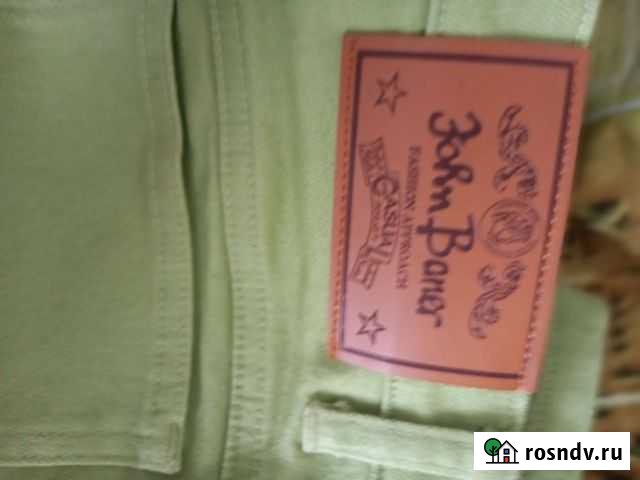 John Baner
FASHION APPROACH
CASUAL
rosndv.ru